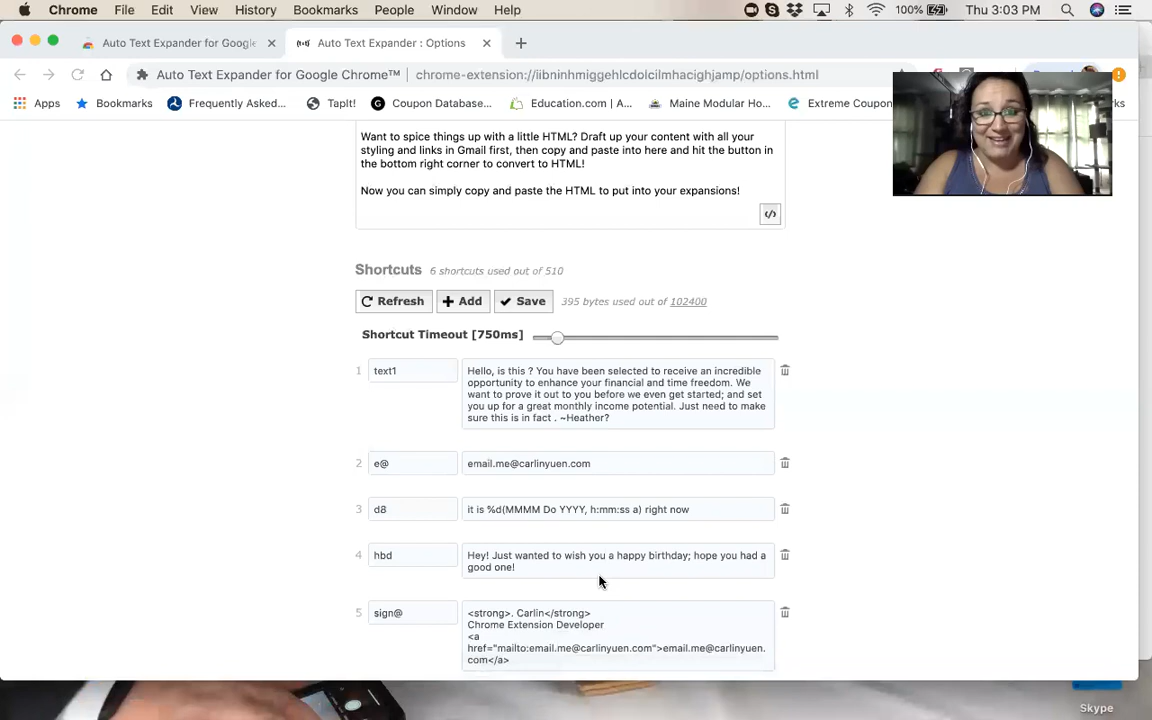 Chrome File Edit View History Bookmarks People Window Help 100% Thu 3:03 PM
Auto Text Expander for Google
Auto Text Expander : Options
Auto Text Expander for Google Chrome™ chrome-extension://iibninhmiggehlcdolcilmhacighjamp/options.html
Apps Bookmarks Frequently Asked... TapIt! Coupon Database... Education.com | A... Maine Modular Ho... Extreme Coupon
Want to spice things up with a little HTML? Draft up your content with all your
styling and links in Gmail first, then copy and paste into here and hit the button in
the bottom right corner to convert to HTML!
Now you can simply copy and paste the HTML to put into your expansions!
Shortcuts 6 shortcuts used out of 510
Refresh Add Save 395 bytes used out of 102400
Shortcut Timeout [750ms]
1 text1 Hello, is this ? You have been selected to receive an incredible
opportunity to enhance your financial and time freedom. We
want to prove it out to you before we even get started; and set
you up for a great monthly income potential. Just need to make
sure this is in fact . ~Heather?
2 e@ email.me@carlinyuen.com
3 d8 it is %d(MMMM Do YYYY, h:mm:ss a) right now
4 hbd Hey! Just wanted to wish you a happy birthday; hope you had a
good one!
5 sign@ <strong>. Carlin</strong>
Chrome Extension Developer
<a
href="mailto:email.me@carlinyuen.com">email.me@carlinyuen.
com</a>
Skype